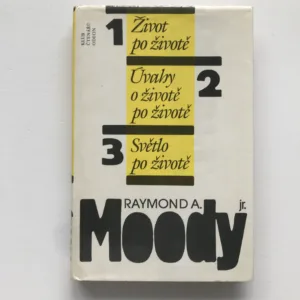 KLUB
ČTENÁŘŮ
ODEON
1 Život
po životě
Úvahy 2
o životě
po životě
3 Světlo
po životě
RAYMOND A. jr.
Moody